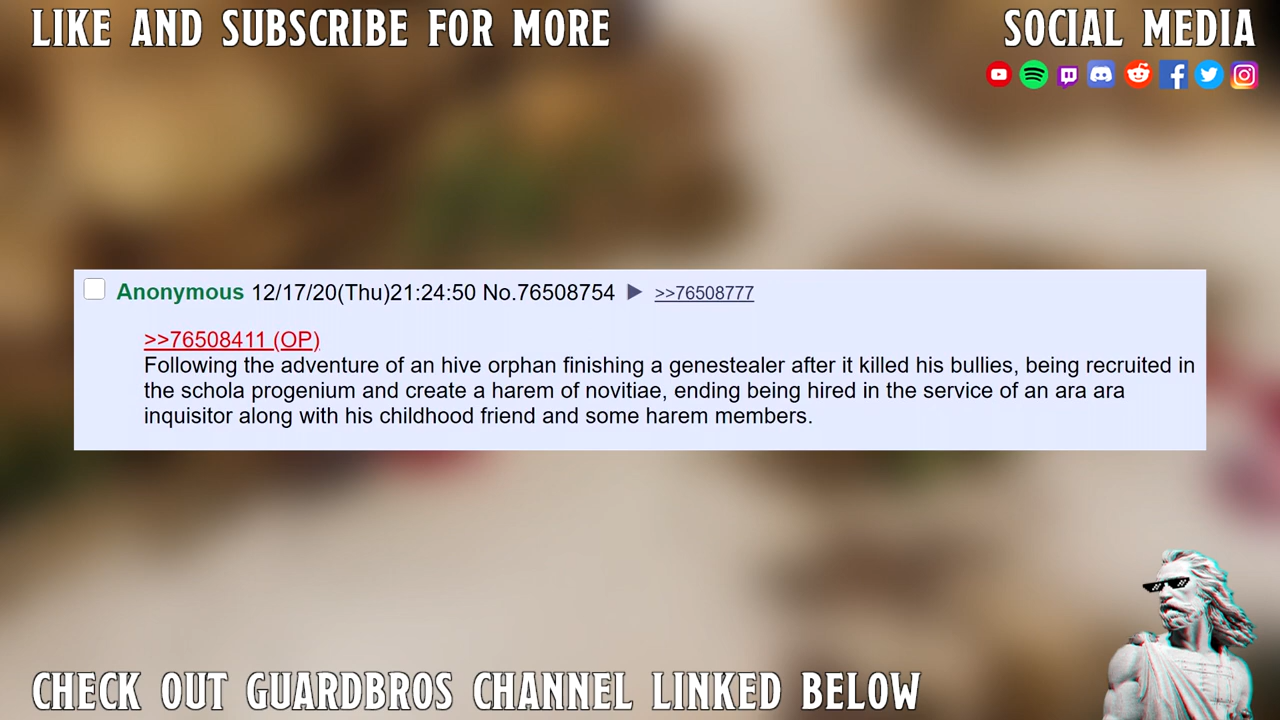 LIKE AND SUBSCRIBE FOR MORE
SOCIAL MEDIA
Anonymous 12/17/20(Thu)21:24:50 No.76508754 ▶ >>76508777
>>76508411 (OP)
Following the adventure of an hive orphan finishing a genestealer after it killed his bullies, being recruited in
the schola progenium and create a harem of novitiae, ending being hired in the service of an ara ara
inquisitor along with his childhood friend and some harem members.
CHECK OUT GUARDBROS CHANNEL LINKED BELOW